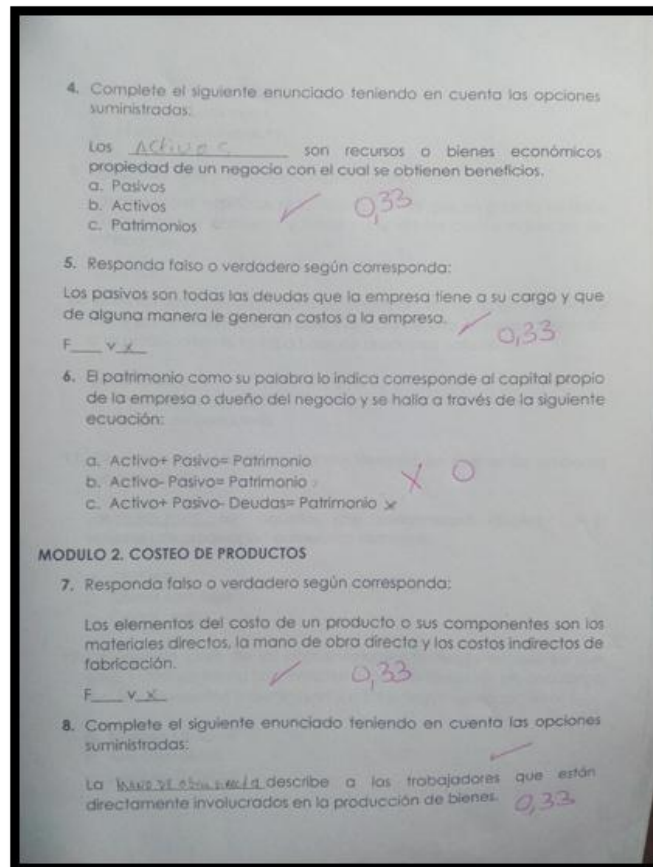 4. Complete el siguiente enunciado teniendo en cuenta las opciones
suministradas:
Los Activos son recursos o bienes económicos
propiedad de un negocio con el cual se obtienen beneficios.
a. Pasivos
b. Activos ✓ 0,33
c. Patrimonios
5. Responda falso o verdadero según corresponda:
Los pasivos son todas las deudas que la empresa tiene a su cargo y que
de alguna manera le generan costos a la empresa. ✓ 0,33
F____ v_x_
6. El patrimonio como su palabra lo indica corresponde al capital propio
de la empresa o dueño del negocio y se halla a través de la siguiente
ecuación:
a. Activo+ Pasivo= Patrimonio
b. Activo- Pasivo= Patrimonio X 0
c. Activo+ Pasivo- Deudas= Patrimonio x
MODULO 2. COSTEO DE PRODUCTOS
7. Responda falso o verdadero según corresponda:
Los elementos del costo de un producto o sus componentes son los
materiales directos, la mano de obra directa y los costos indirectos de
fabricación. ✓ 0,33
F____ v_x_
8. Complete el siguiente enunciado teniendo en cuenta las opciones
suministradas: ✓
La mano de obra directa describe a los trabajadores que están
directamente involucrados en la producción de bienes. 0,33